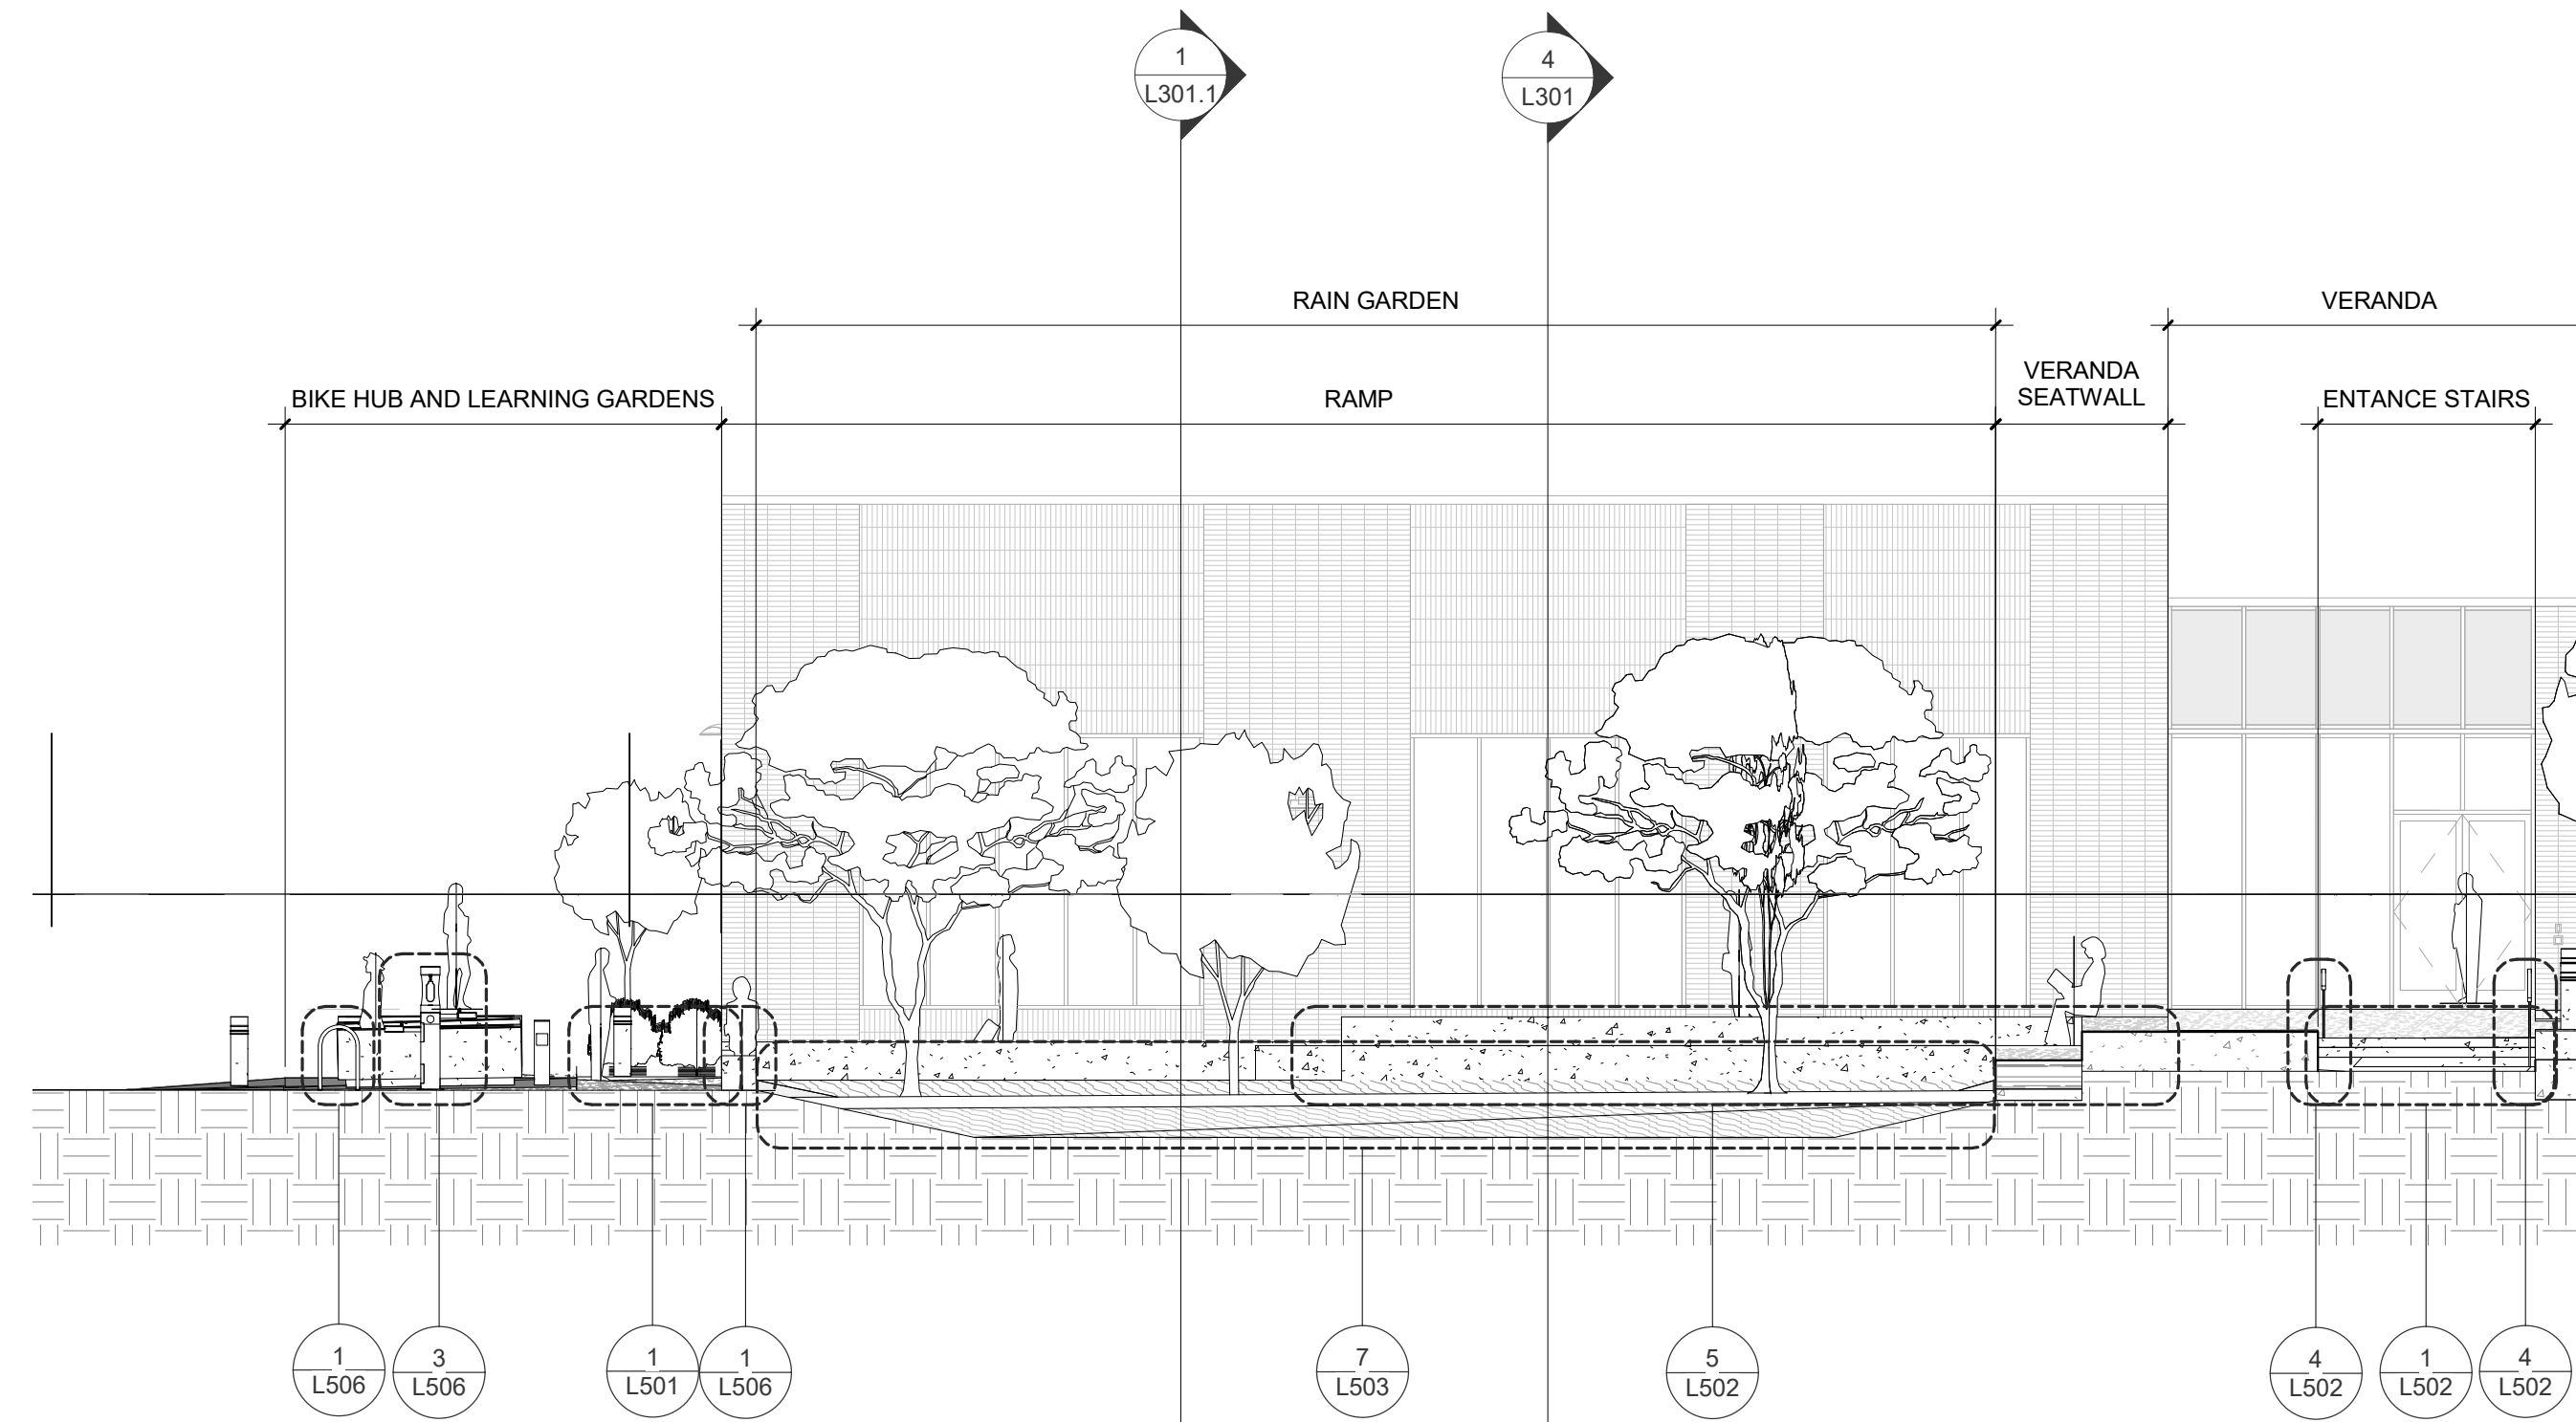 1
L301.1
4
L301
RAIN GARDEN
VERANDA
VERANDA
SEATWALL
BIKE HUB AND LEARNING GARDENS
RAMP
ENTANCE STAIRS
1
L506
3
L506
1
L501
1
L506
7
L503
5
L502
4
L502
1
L502
4
L502